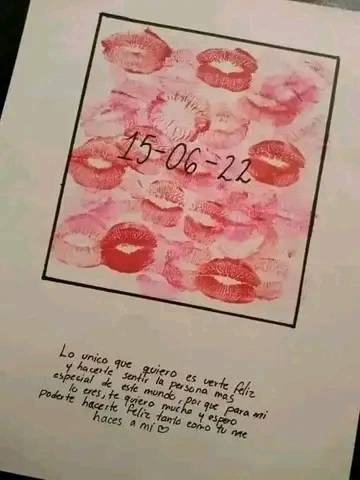 15-06-22
Lo unico que quiero es verte feliz
y hacerte sentir la persona mas
especial de este mundo, por que para mi
lo eres, te quiero mucho y espero
poderte hacerte feliz tanto como tu me
haces a mi ♡